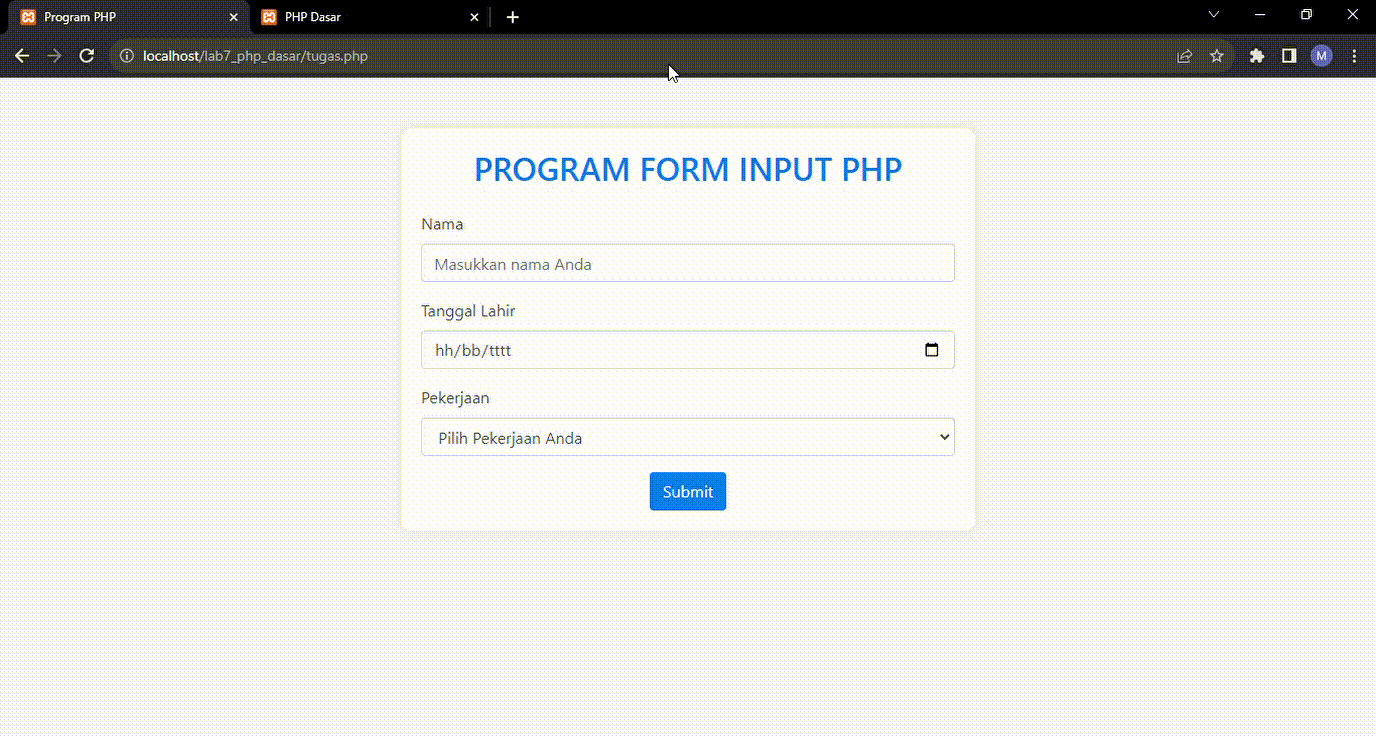 Program PHP
PHP Dasar
localhost/lab7_php_dasar/tugas.php
M
PROGRAM FORM INPUT PHP
Nama
Masukkan nama Anda
Tanggal Lahir
hh/bb/tttt
Pekerjaan
Pilih Pekerjaan Anda
Submit